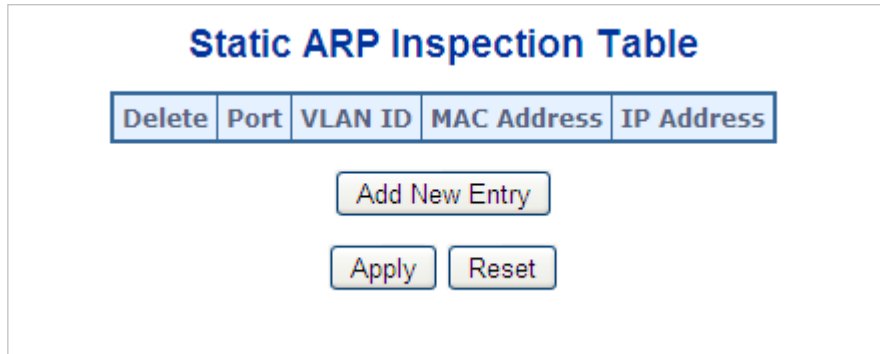 Static ARP Inspection Table
Delete Port VLAN ID MAC Address IP Address
Add New Entry
Apply Reset